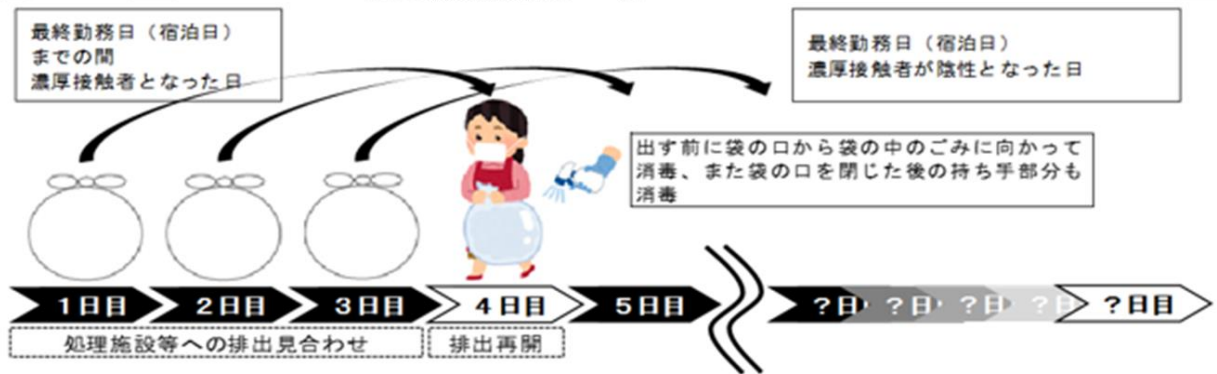 最終勤務日(宿泊日)
までの間
濃厚接触者となった日
最終勤務日(宿泊日)
濃厚接触者が陰性となった日
出す前に袋の口から袋の中のごみに向かって
消毒、また袋の口を閉じた後の持ち手部分も
消毒
1日目 2日目 3日目 4日目 5日目 ?日 ?日 ?日 ?日 ?日目
処理施設等への排出見合わせ 排出再開